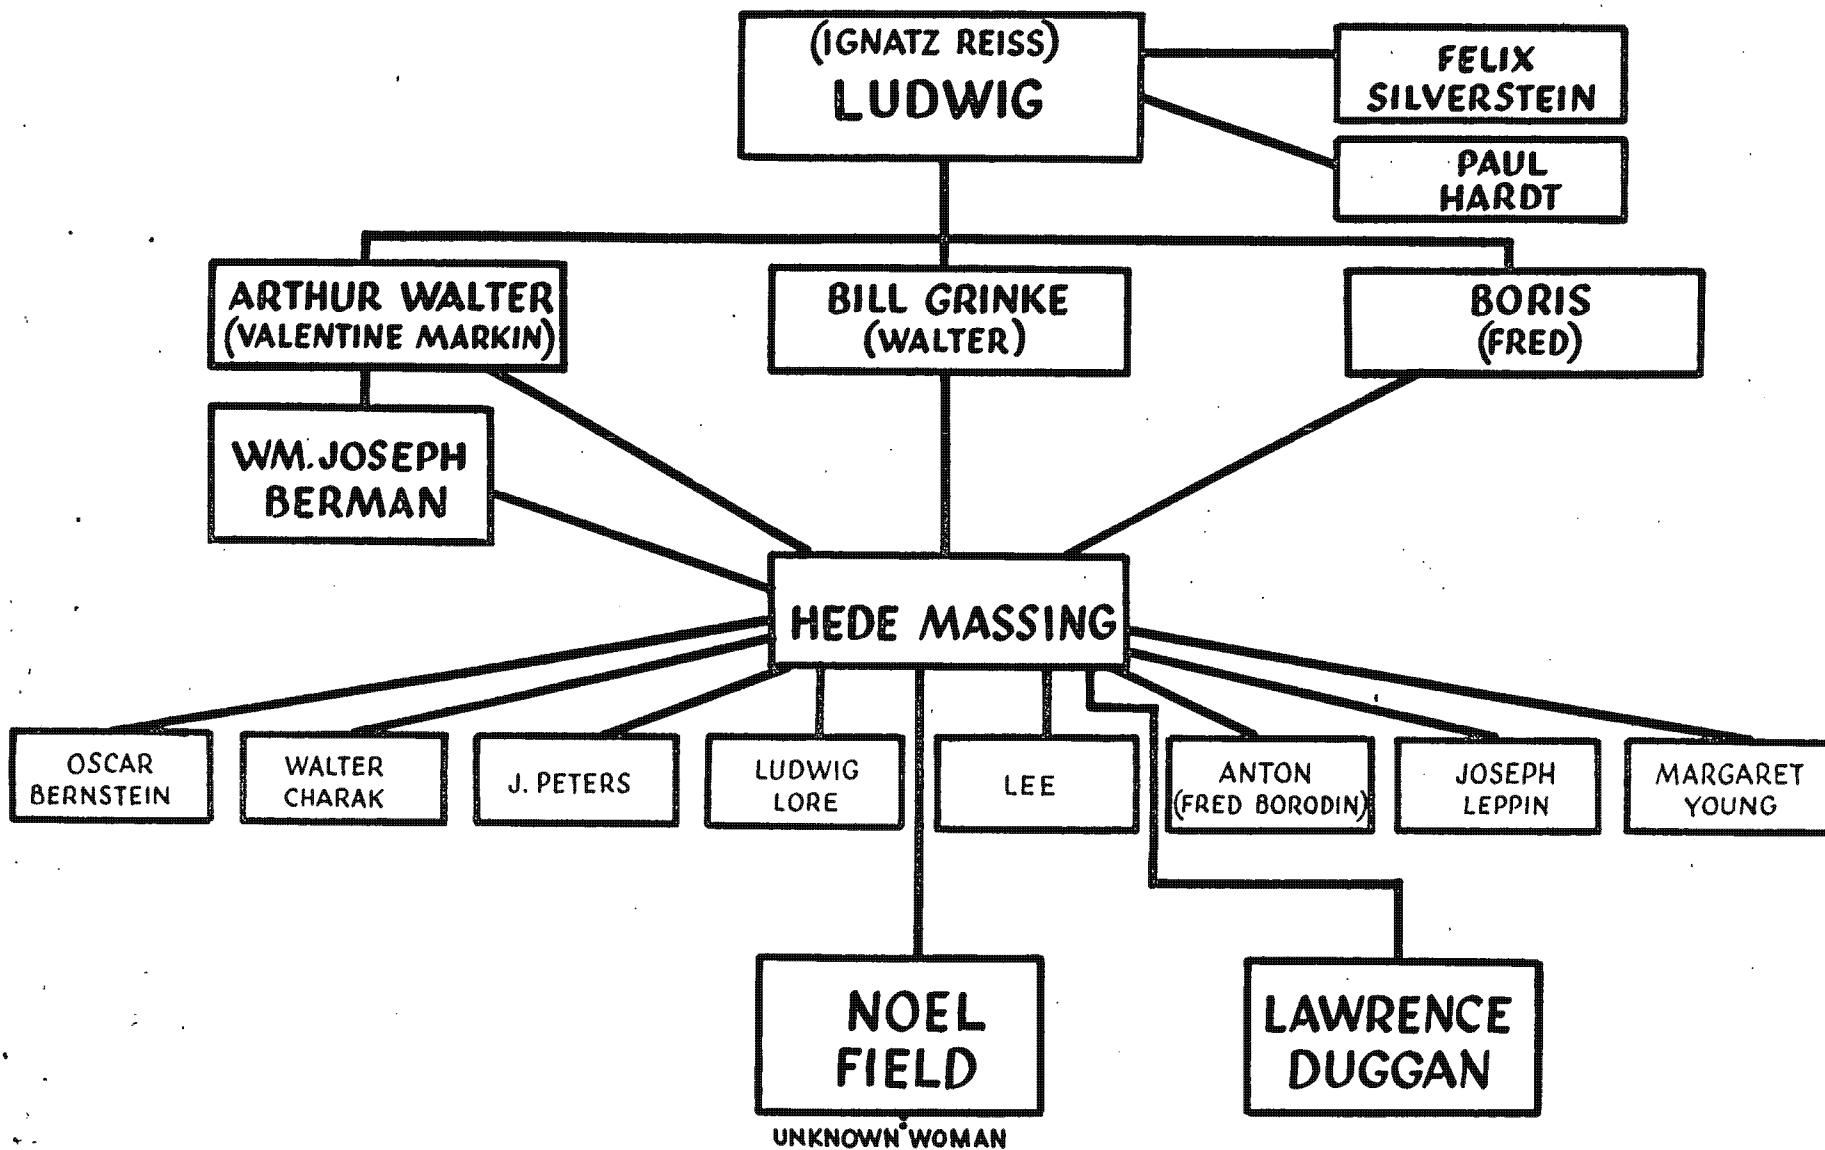 (IGNATZ REISS)
LUDWIG
FELIX
SILVERSTEIN
PAUL
HARDT
ARTHUR WALTER
(VALENTINE MARKIN)
BILL GRINKE
(WALTER)
BORIS
(FRED)
WM. JOSEPH
BERMAN
HEDE MASSING
OSCAR
BERNSTEIN
WALTER
CHARAK
J. PETERS
LUDWIG
LORE
LEE
ANTON
(FRED BORODIN)
JOSEPH
LEPPIN
MARGARET
YOUNG
NOEL
FIELD
LAWRENCE
DUGGAN
UNKNOWN WOMAN